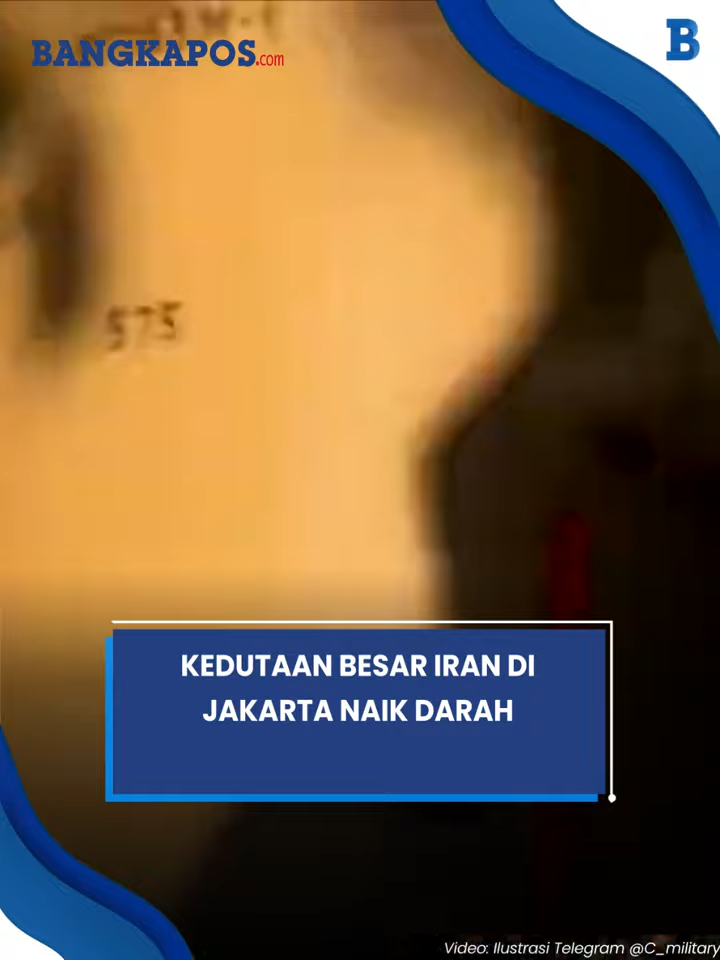 BANGKAPOS.com
B
575
KEDUTAAN BESAR IRAN DI
JAKARTA NAIK DARAH
Video: Ilustrasi Telegram @C_military